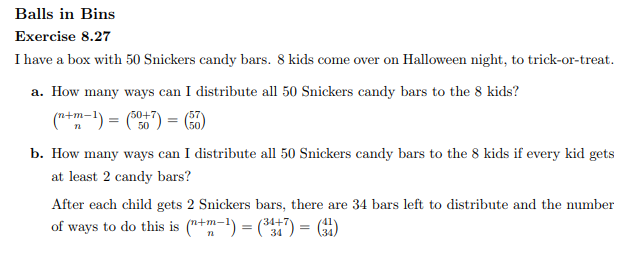 Balls in Bins
Exercise 8.27
I have a box with 50 Snickers candy bars. 8 kids come over on Halloween night, to trick-or-treat.
a. How many ways can I distribute all 50 Snickers candy bars to the 8 kids?
\binom{n+m-1}{n} = \binom{50+7}{50} = \binom{57}{50}
b. How many ways can I distribute all 50 Snickers candy bars to the 8 kids if every kid gets
at least 2 candy bars?
After each child gets 2 Snickers bars, there are 34 bars left to distribute and the number
of ways to do this is \binom{n+m-1}{n} = \binom{34+7}{34} = \binom{41}{34}